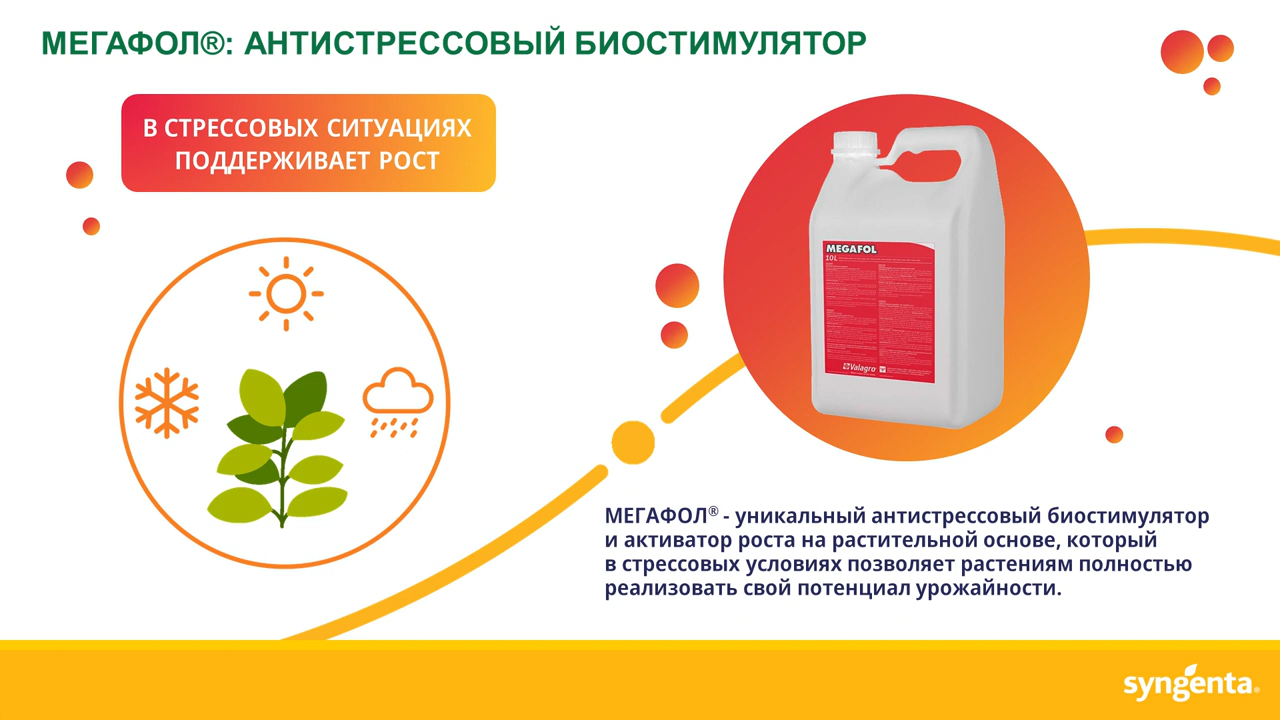 МЕГАФОЛ®: АНТИСТРЕССОВЫЙ БИОСТИМУЛЯТОР
В СТРЕССОВЫХ СИТУАЦИЯХ
ПОДДЕРЖИВАЕТ РОСТ
MEGAFOL
10L
Valagro
МЕГАФОЛ® - уникальный антистрессовый биостимулятор
и активатор роста на растительной основе, который
в стрессовых условиях позволяет растениям полностью
реализовать свой потенциал урожайности.
syngenta®